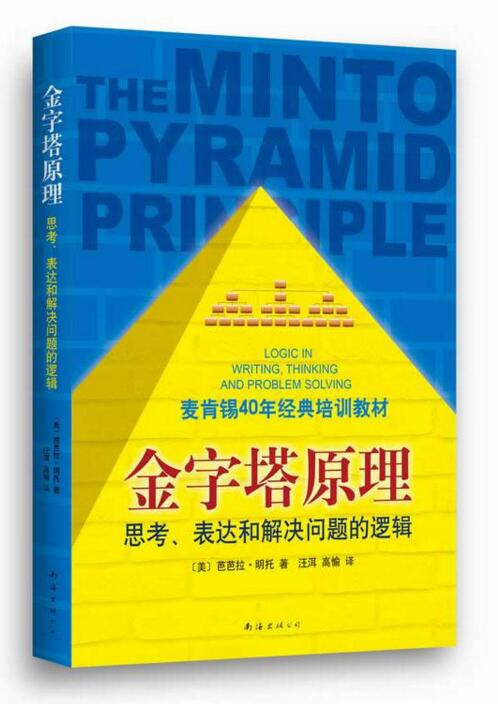 THE MINTO
PYRAMID
PRINCIPLE
LOGIC IN
WRITING, THINKING
AND PROBLEM SOLVING
麦肯锡40年经典培训教材
金字塔原理
思考、表达和解决问题的逻辑
〔美〕芭芭拉·明托 著 汪洱 高愉 译
南海出版公司
金字塔原理
思考、表达和解决问题的逻辑
〔美〕芭芭拉·明托 著
汪洱 高愉 译